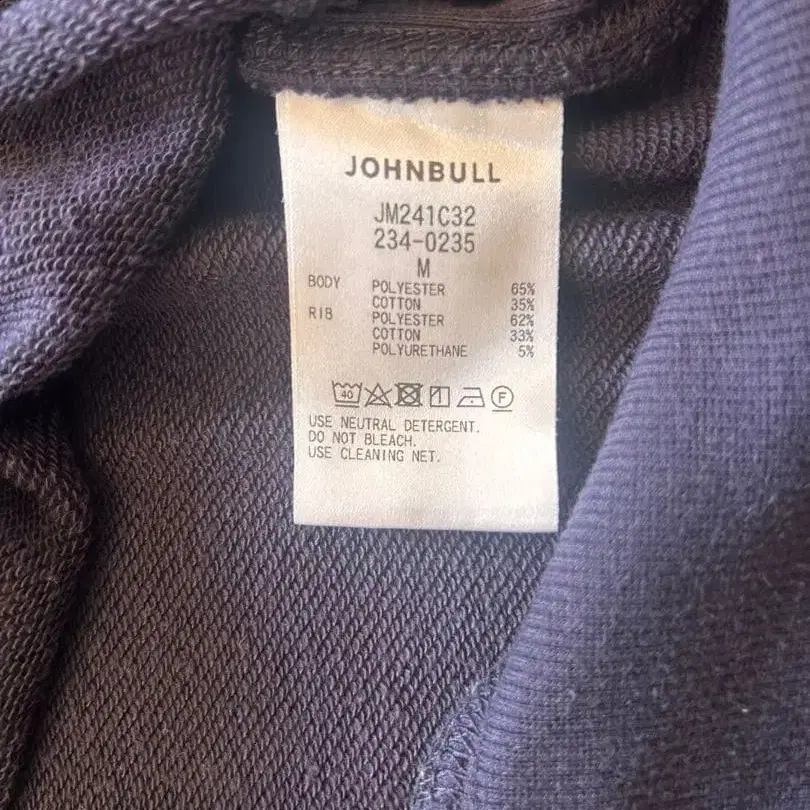 JOHNBULL
JM241C32
234-0235
M
BODY POLYESTER 65%
COTTON 35%
RIB POLYESTER 62%
COTTON 33%
POLYURETHANE 5%
40 F
USE NEUTRAL DETERGENT.
DO NOT BLEACH.
USE CLEANING NET.